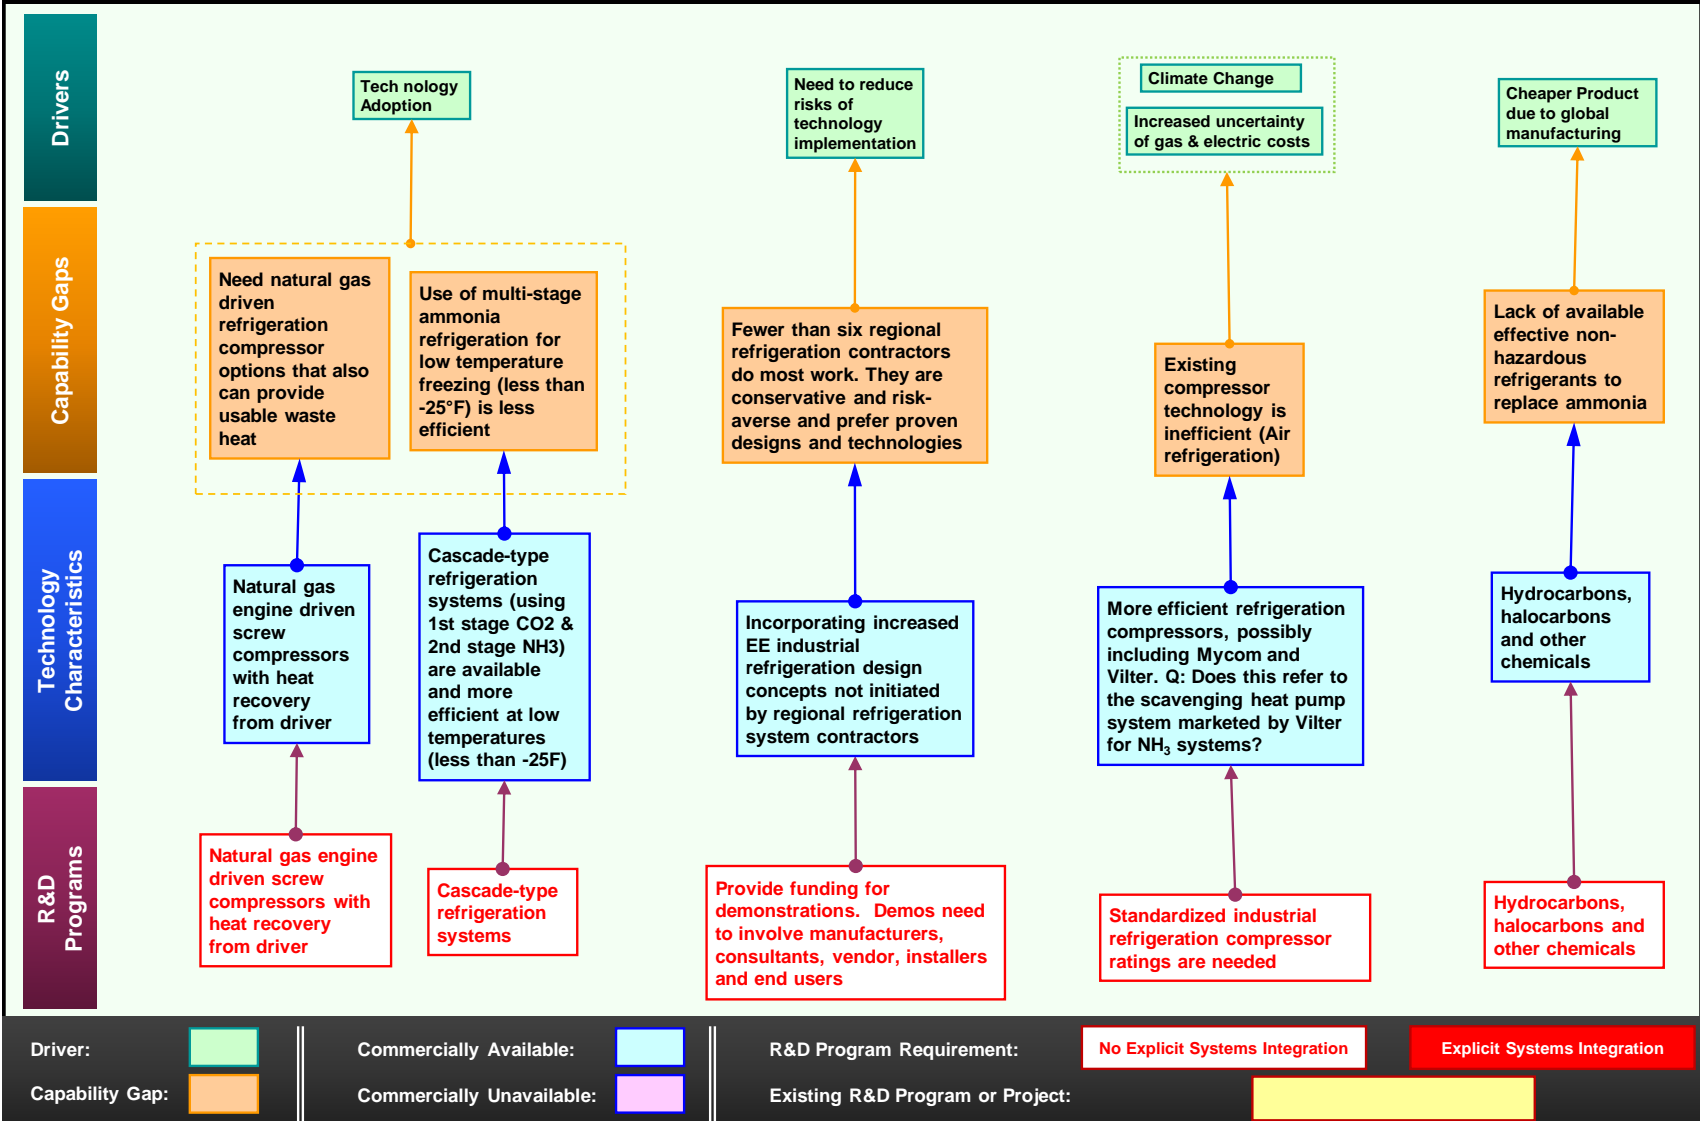 Drivers
Tech nology
Adoption
Need to reduce
risks of
technology
implementation
Climate Change
Increased uncertainty
of gas & electric costs
Cheaper Product
due to global
manufacturing
Capability Gaps
Need natural gas
driven
refrigeration
compressor
options that also
can provide
usable waste
heat
Use of multi-stage
ammonia
refrigeration for
low temperature
freezing (less than
-25°F) is less
efficient
Fewer than six regional
refrigeration contractors
do most work. They are
conservative and risk-
averse and prefer proven
designs and technologies
Existing
compressor
technology is
inefficient (Air
refrigeration)
Lack of available
effective non-
hazardous
refrigerants to
replace ammonia
Technology
Characteristics
Natural gas
engine driven
screw
compressors
with heat
recovery
from driver
Cascade-type
refrigeration
systems (using
1st stage CO2 &
2nd stage NH3)
are available
and more
efficient at low
temperatures
(less than -25F)
Incorporating increased
EE industrial
refrigeration design
concepts not initiated
by regional refrigeration
system contractors
More efficient refrigeration
compressors, possibly
including Mycom and
Vilter. Q: Does this refer to
the scavenging heat pump
system marketed by Vilter
for NH₃ systems?
Hydrocarbons,
halocarbons
and other
chemicals
R&D
Programs
Natural gas engine
driven screw
compressors with
heat recovery
from driver
Cascade-type
refrigeration
systems
Provide funding for
demonstrations.  Demos need
to involve manufacturers,
consultants, vendor, installers
and end users
Standardized industrial
refrigeration compressor
ratings are needed
Hydrocarbons,
halocarbons and
other chemicals
Driver:
Capability Gap:
Commercially Available:
Commercially Unavailable:
R&D Program Requirement:
No Explicit Systems Integration
Explicit Systems Integration
Existing R&D Program or Project: